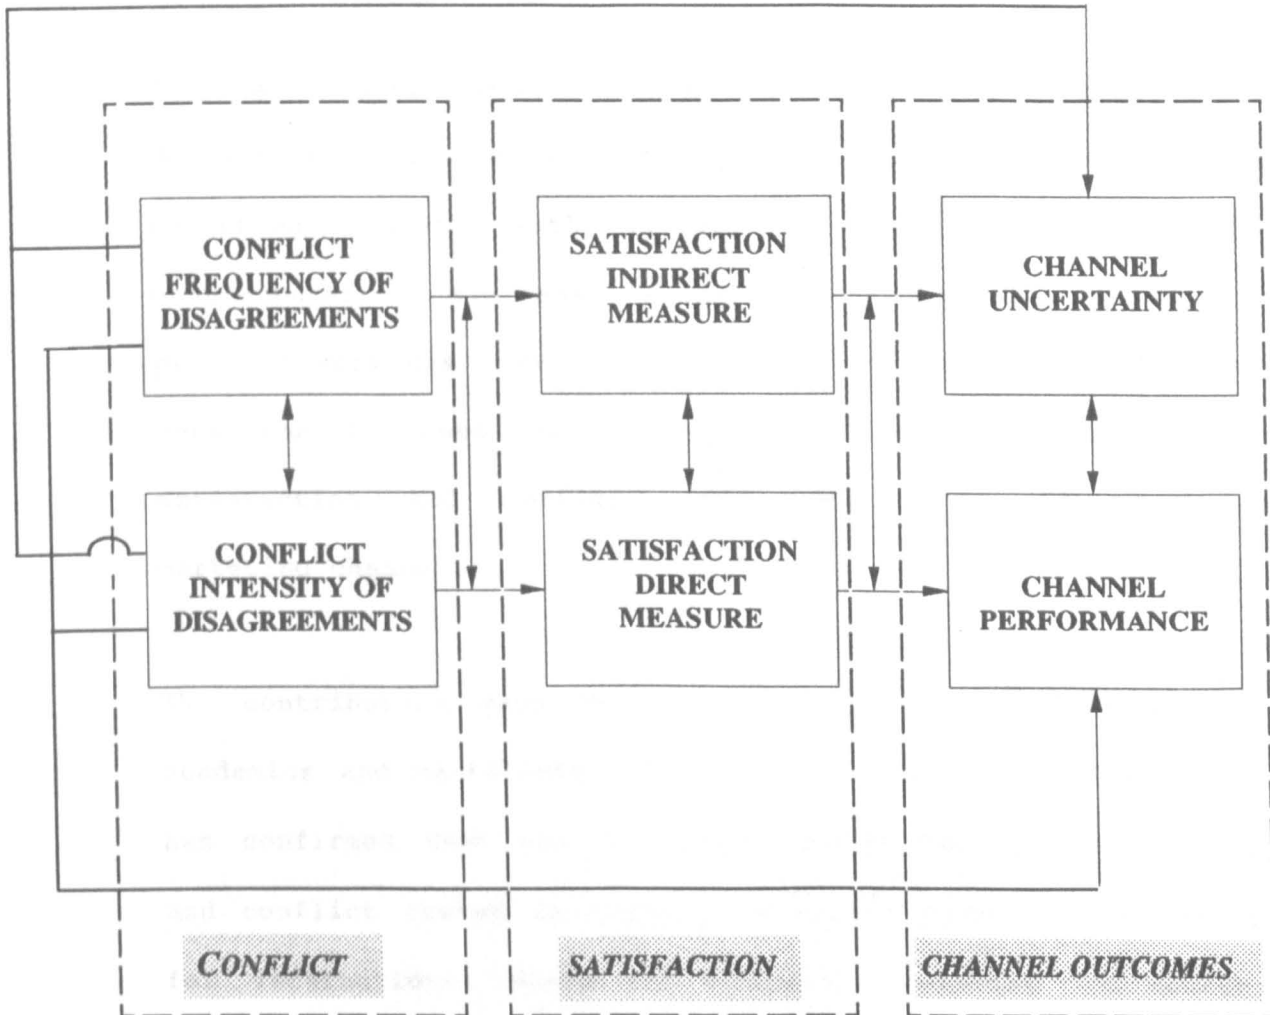 CONFLICT
FREQUENCY OF
DISAGREEMENTS
SATISFACTION
INDIRECT
MEASURE
CHANNEL
UNCERTAINTY
CONFLICT
INTENSITY OF
DISAGREEMENTS
SATISFACTION
DIRECT
MEASURE
CHANNEL
PERFORMANCE
CONFLICT
SATISFACTION
CHANNEL OUTCOMES